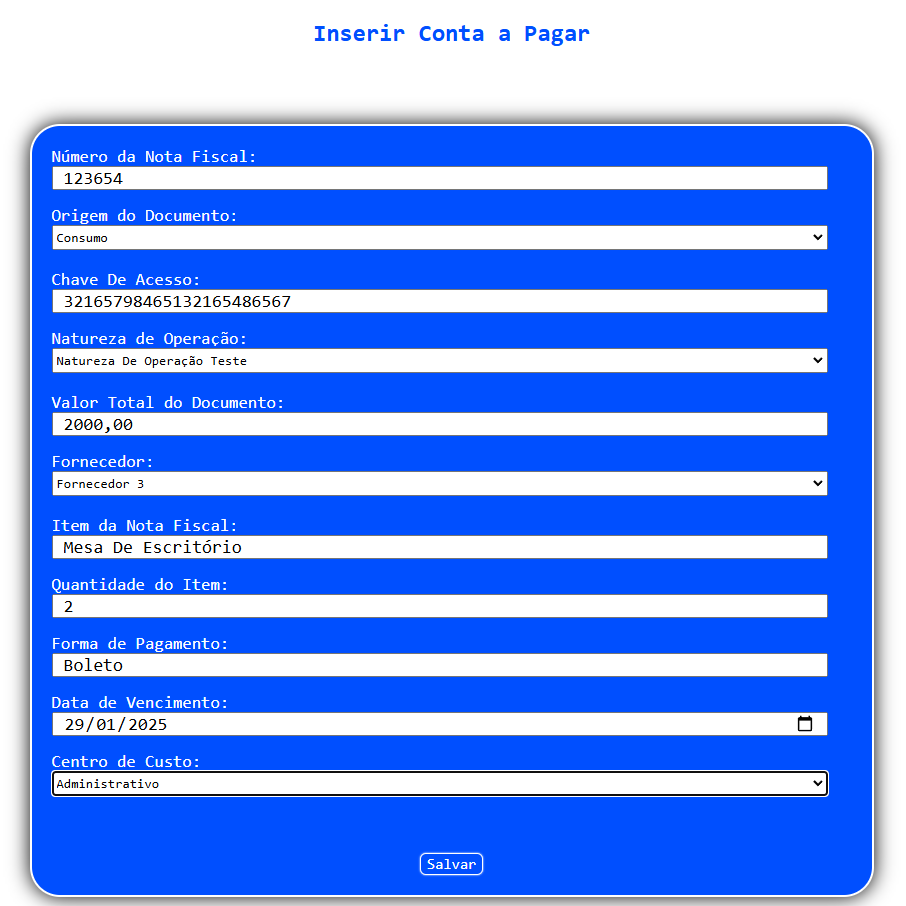 Inserir Conta a Pagar
Número da Nota Fiscal:
123654
Origem do Documento:
Consumo
Chave De Acesso:
32165798465132165486567
Natureza de Operação:
Natureza De Operação Teste
Valor Total do Documento:
2000,00
Fornecedor:
Fornecedor 3
Item da Nota Fiscal:
Mesa De Escritório
Quantidade do Item:
2
Forma de Pagamento:
Boleto
Data de Vencimento:
29/01/2025
Centro de Custo:
Administrativo
Salvar